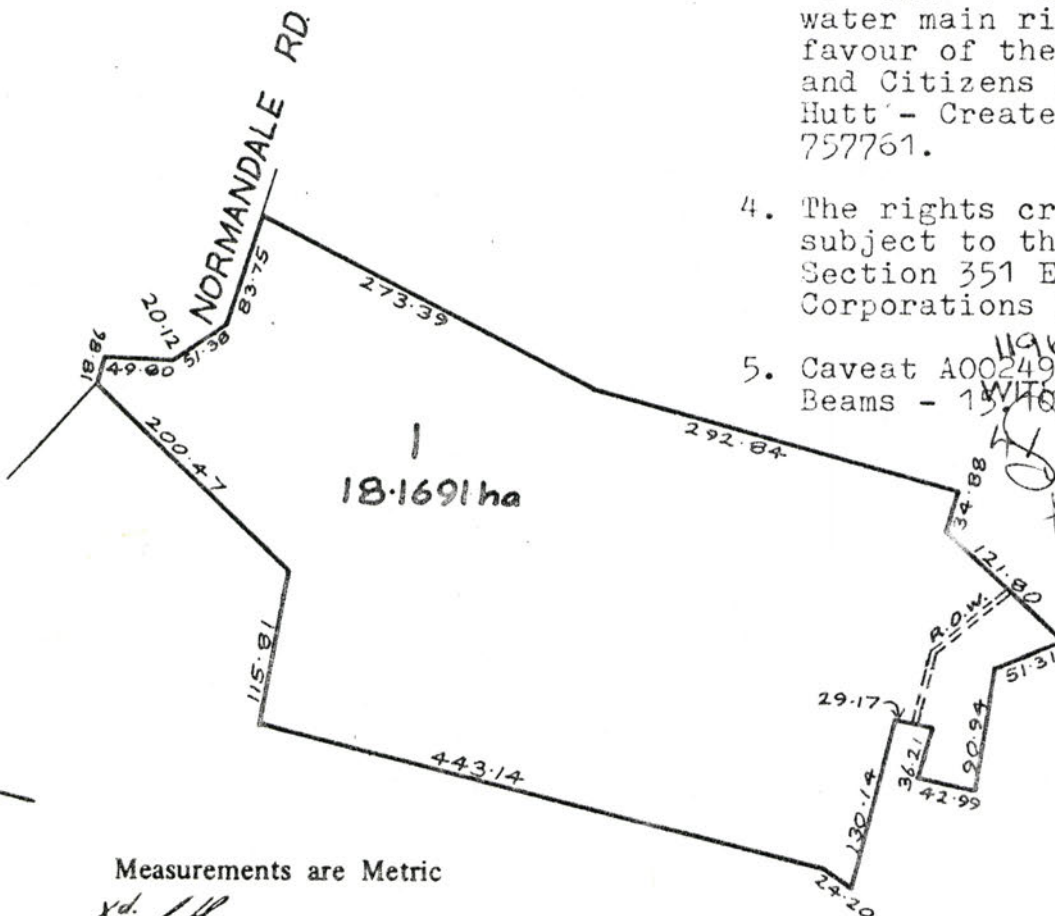 water main ri
favour of the
and Citizens
Hutt - Create
757761.
4. The rights cr
subject to th
Section 351 E
Corporations
5. Caveat A00249
Beams - 15.10
NORMANDALE RD.
83.75
273.39
20.12
51.38
18.86
49.80
292.84
200.47
1
18.1691 ha
34.88
121.80
R.O.W.
51.31
115.81
29.17
90.94
36.21
42.99
443.14
130.14
24.20
Measurements are Metric